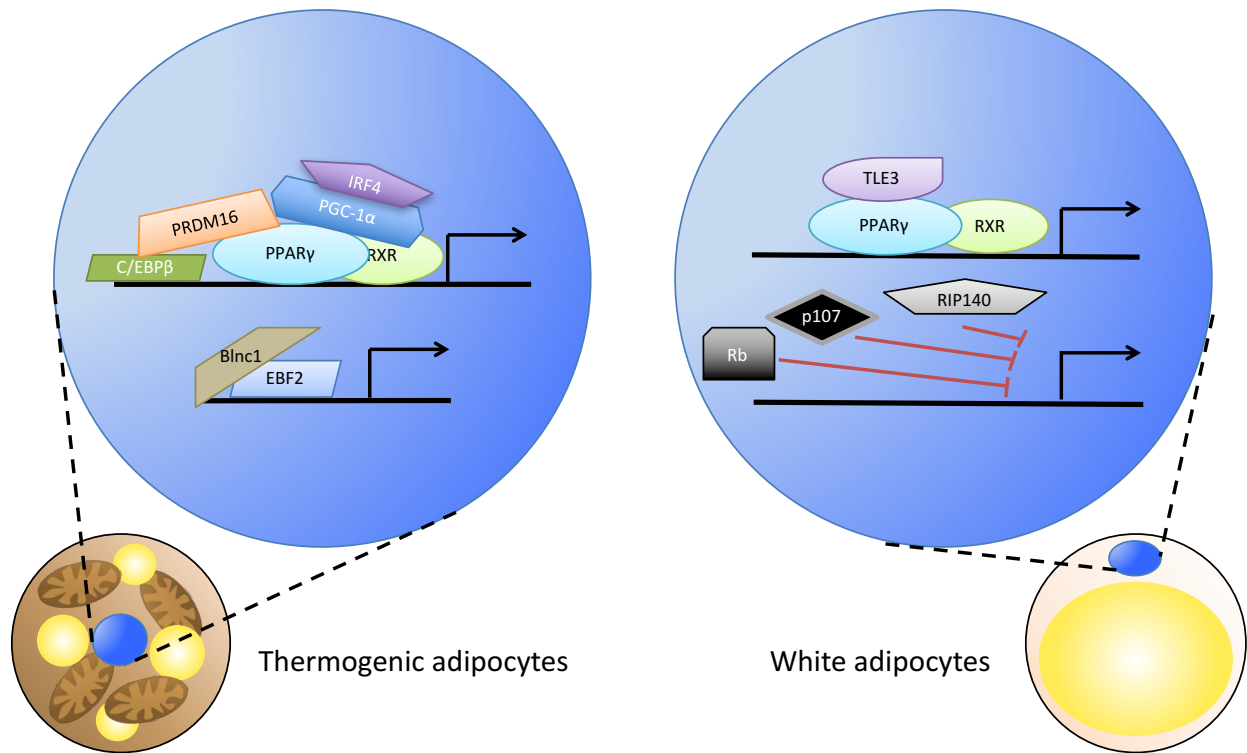 IRF4
PGC-1α
PRDM16
C/EBPβ
PPARγ
RXR
Blnc1
EBF2
Thermogenic adipocytes
TLE3
PPARγ
RXR
RIP140
p107
Rb
White adipocytes